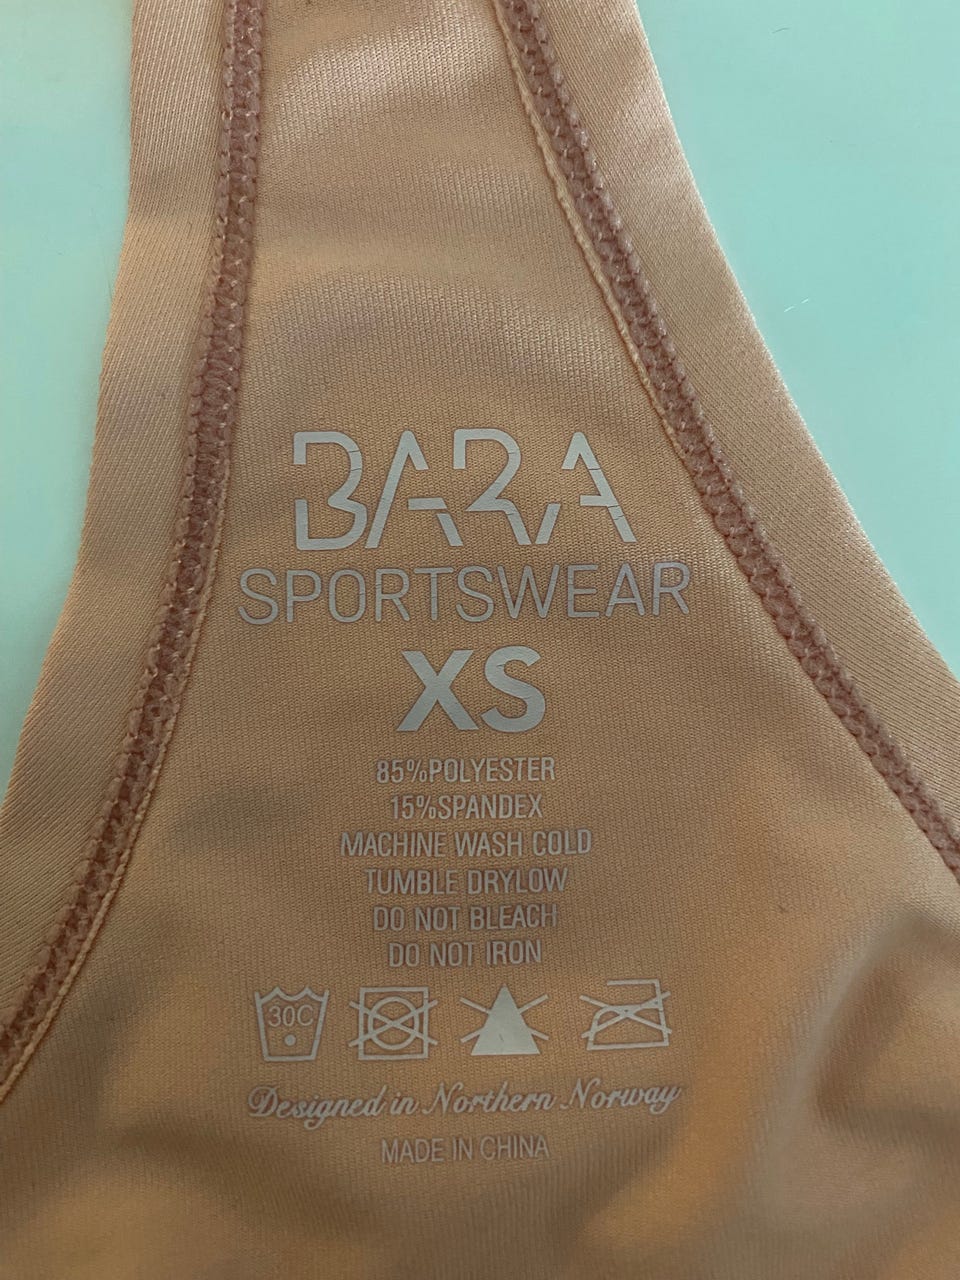 BARA
SPORTSWEAR
XS
85%POLYESTER
15%SPANDEX
MACHINE WASH COLD
TUMBLE DRYLOW
DO NOT BLEACH
DO NOT IRON
30C
Designed in Northern Norway
MADE IN CHINA